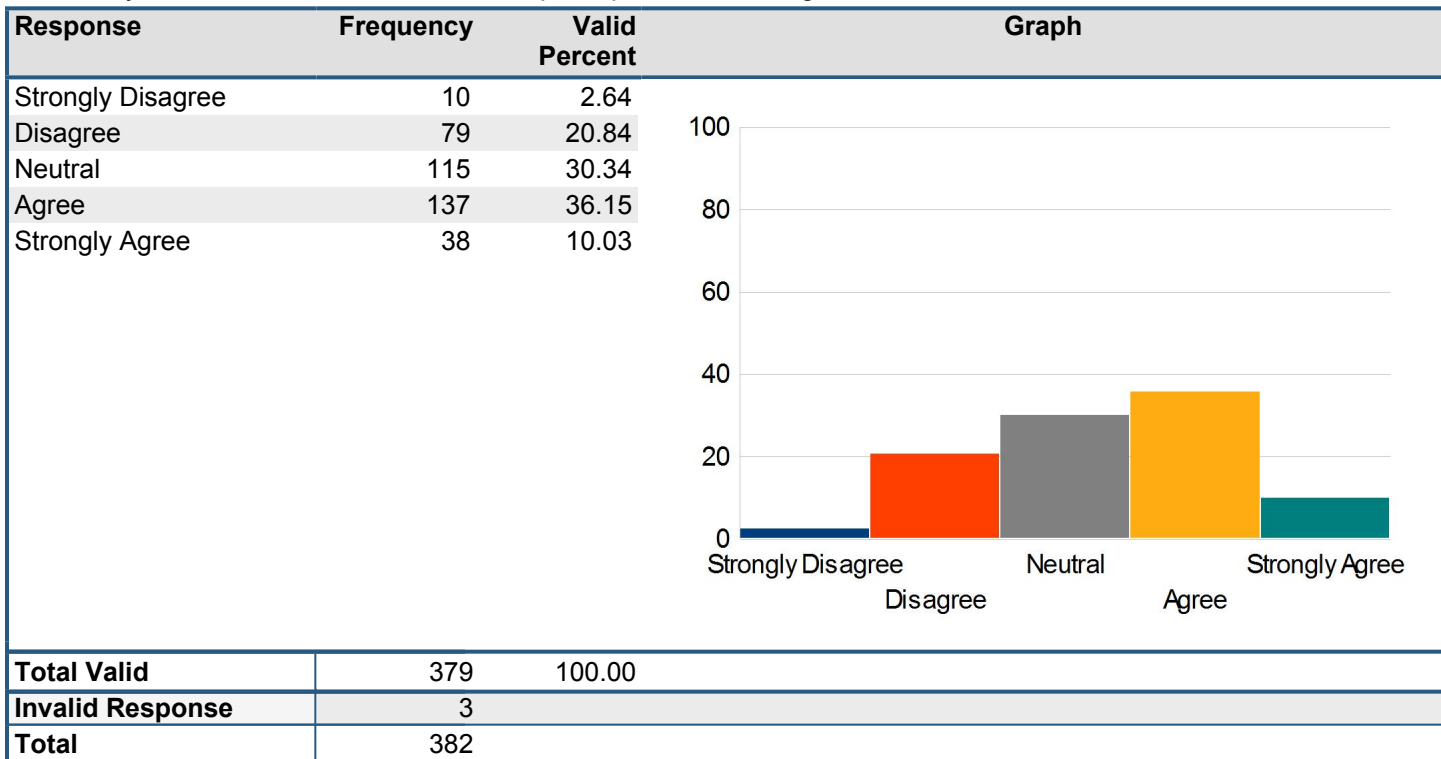 Response Frequency Valid Percent Graph
Strongly Disagree 10 2.64
Disagree 79 20.84
Neutral 115 30.34
Agree 137 36.15
Strongly Agree 38 10.03
100
80
60
40
20
0
Strongly Disagree Neutral Strongly Agree
Disagree Agree
Total Valid 379 100.00
Invalid Response 3
Total 382